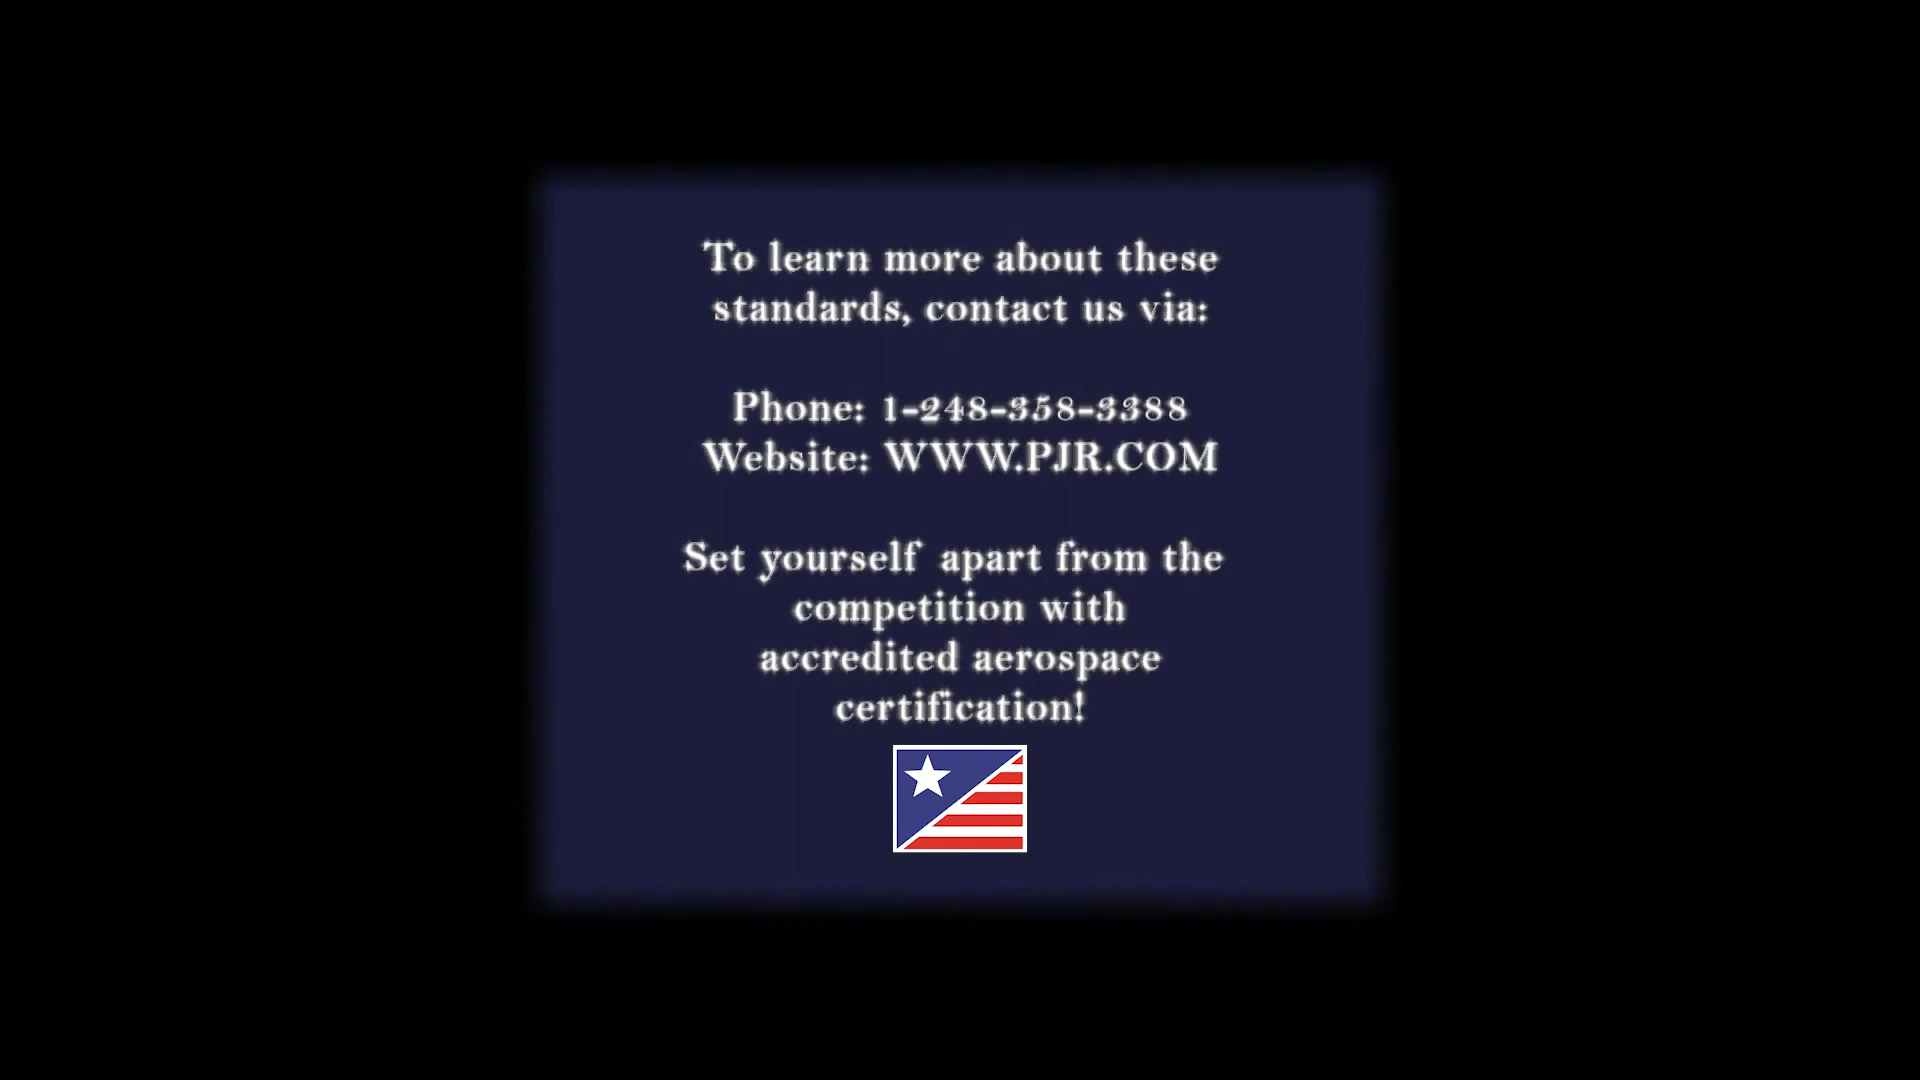 To learn more about these
standards, contact us via:
Phone: 1-248-358-3388
Website: WWW.PJR.COM
Set yourself apart from the
competition with
accredited aerospace
certification!